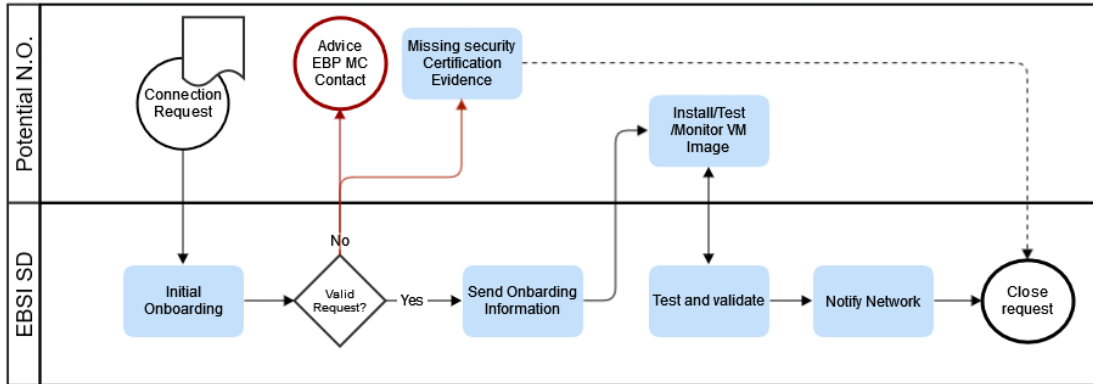 Potential N.O.
Connection
Request
Advice
EBP MC
Contact
Missing security
Certification
Evidence
Install/Test
/Monitor VM
Image
EBSI SD
Initial
Onboarding
No
Valid
Request?
Yes
Send Onbarding
Information
Test and validate
Notify Network
Close
request